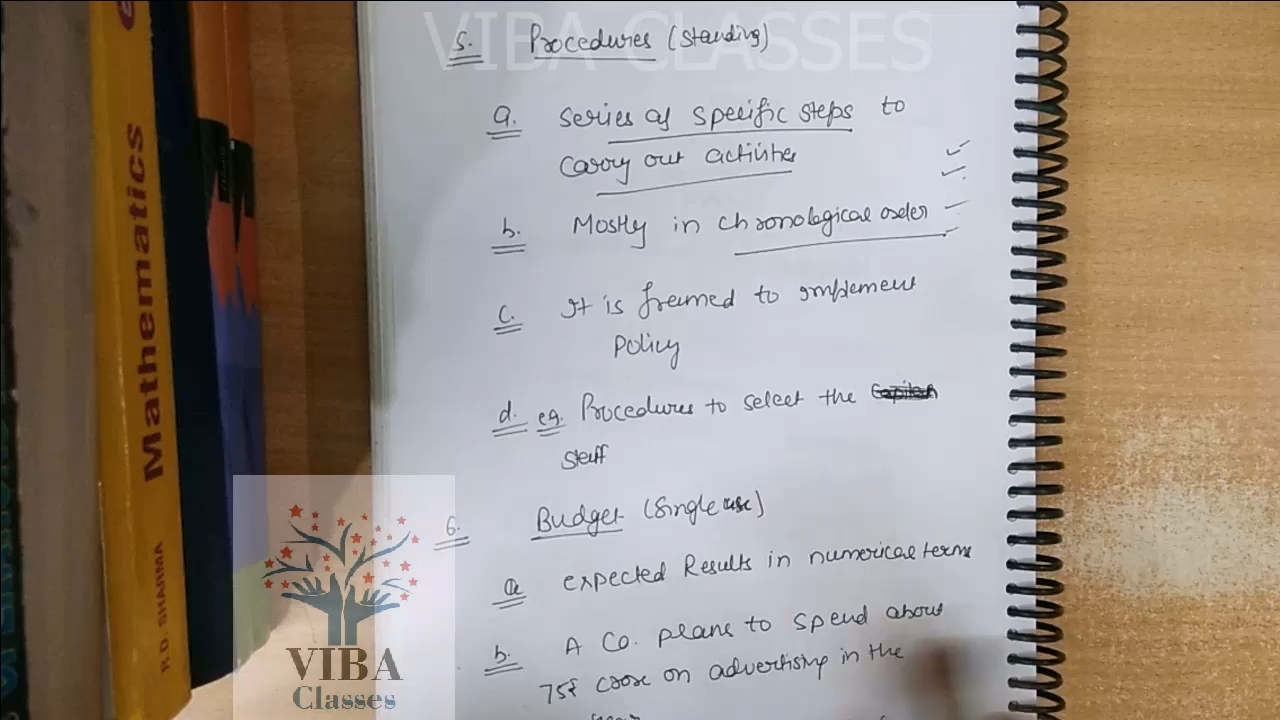 VIBA CLASSES
5. Procedures (Standing)
a. Series of specific steps to
carry out activities
b. Mostly in chronological order
c. It is framed to implement
policy
d. eg. Procedures to select the
staff
6. Budget (Single use)
a expected Results in numerical terms
b. A Co. plans to spend about
75₹ crore on advertising in the
Mathematics
R.D. SHARMA
VIBA
Classes